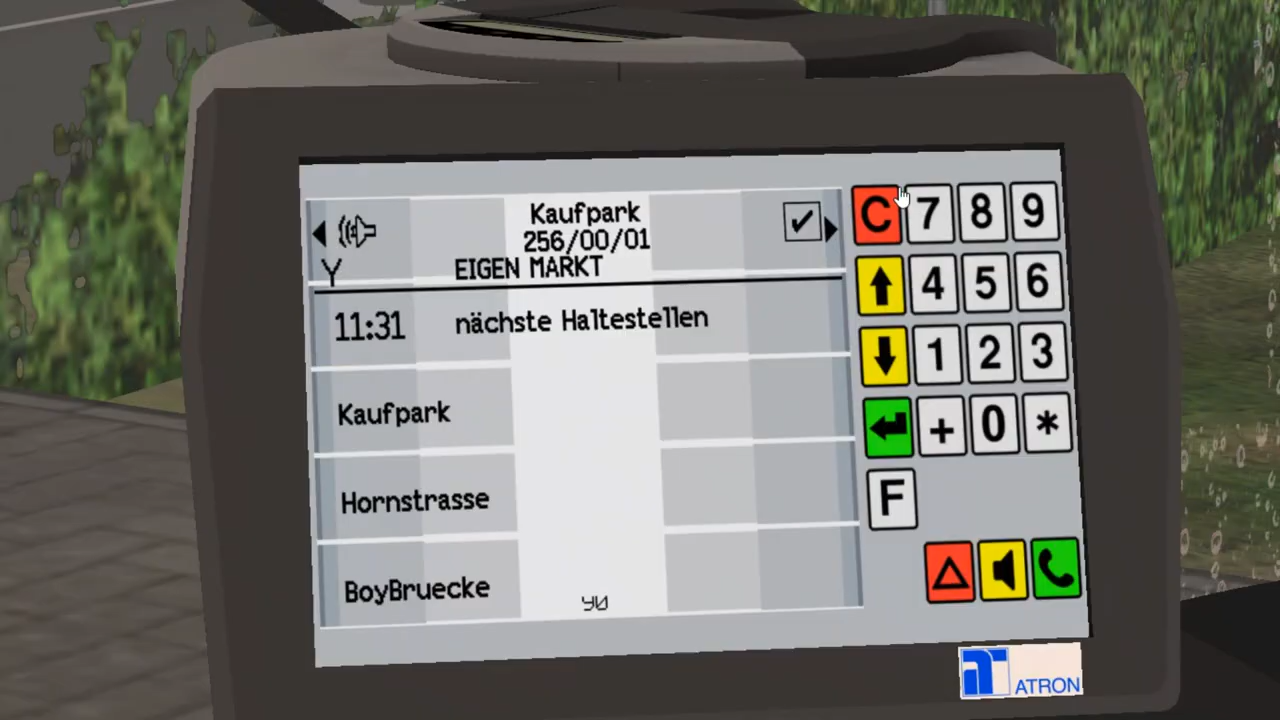 Kaufpark
256/00/01
Y EIGEN MARKT
11:31 nächste Haltestellen
Kaufpark
Hornstrasse
BoyBruecke
C 7 8 9
4 5 6
1 2 3
+ 0 *
F
ATRON